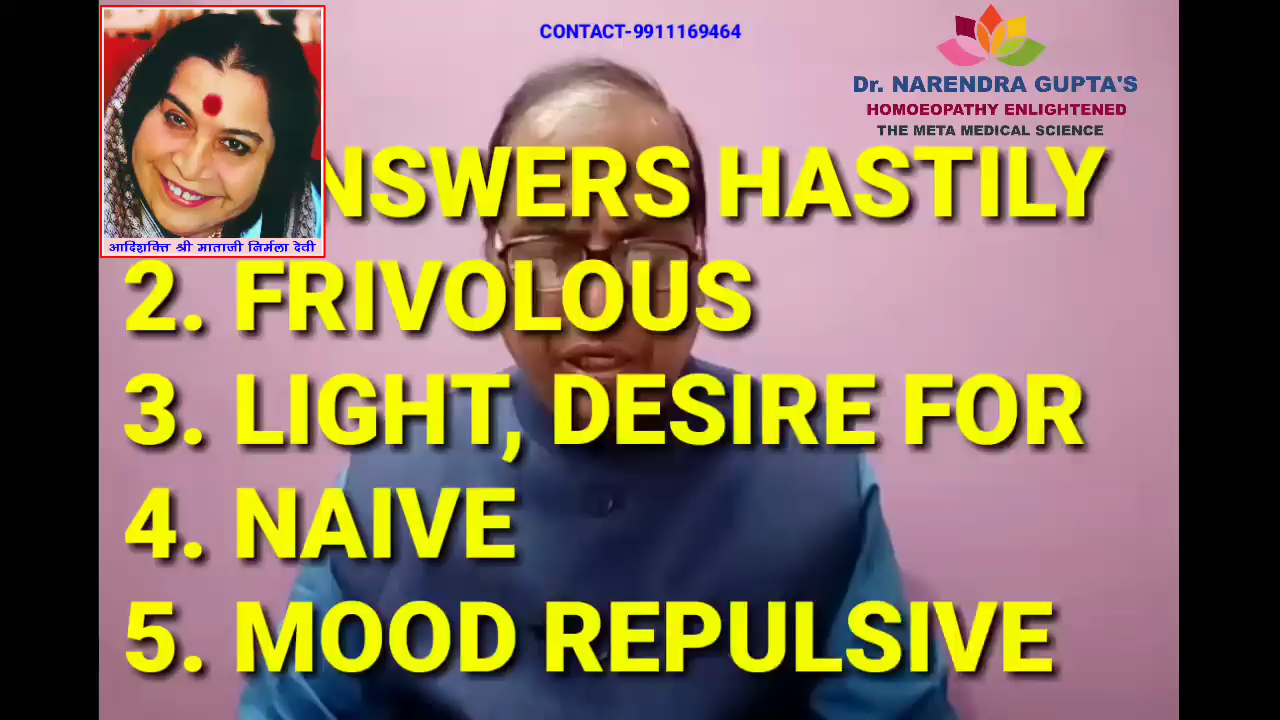 CONTACT-9911169464
Dr. NARENDRA GUPTA'S
HOMOEOPATHY ENLIGHTENED
THE META MEDICAL SCIENCE
आदिशक्ति श्री माताजी निर्मला देवी
NSWERS HASTILY
2. FRIVOLOUS
3. LIGHT, DESIRE FOR
4. NAIVE
5. MOOD REPULSIVE